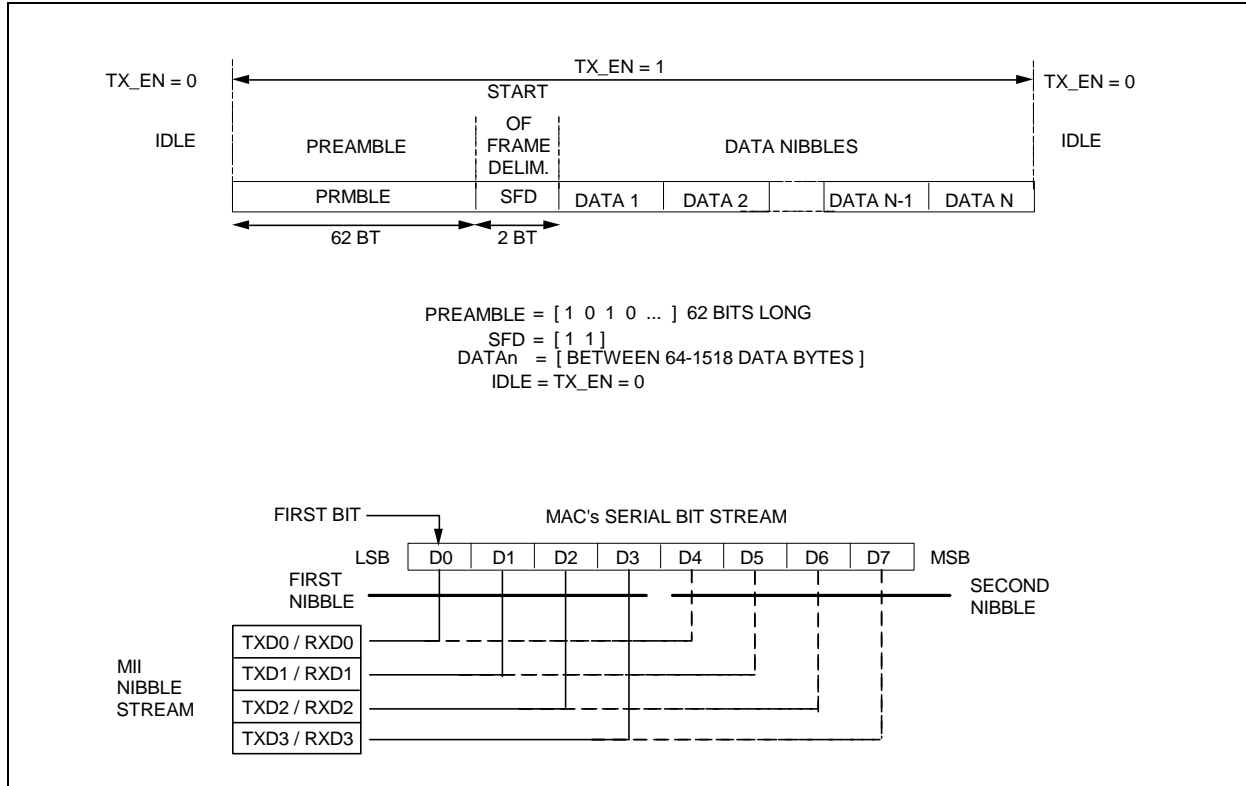 TX_EN = 1
TX_EN = 0
TX_EN = 0
START
OF
FRAME
DELIM.
IDLE
PREAMBLE
DATA NIBBLES
IDLE
PRMBLE
SFD
DATA 1
DATA 2
DATA N-1
DATA N
62 BT
2 BT
PREAMBLE = [ 1 0 1 0 ... ] 62 BITS LONG
SFD = [ 1 1 ]
DATAn = [ BETWEEN 64-1518 DATA BYTES ]
IDLE = TX_EN = 0
FIRST BIT
MAC's SERIAL BIT STREAM
LSB
D0
D1
D2
D3
D4
D5
D6
D7
MSB
FIRST
NIBBLE
SECOND
NIBBLE
MII
NIBBLE
STREAM
TXD0 / RXD0
TXD1 / RXD1
TXD2 / RXD2
TXD3 / RXD3